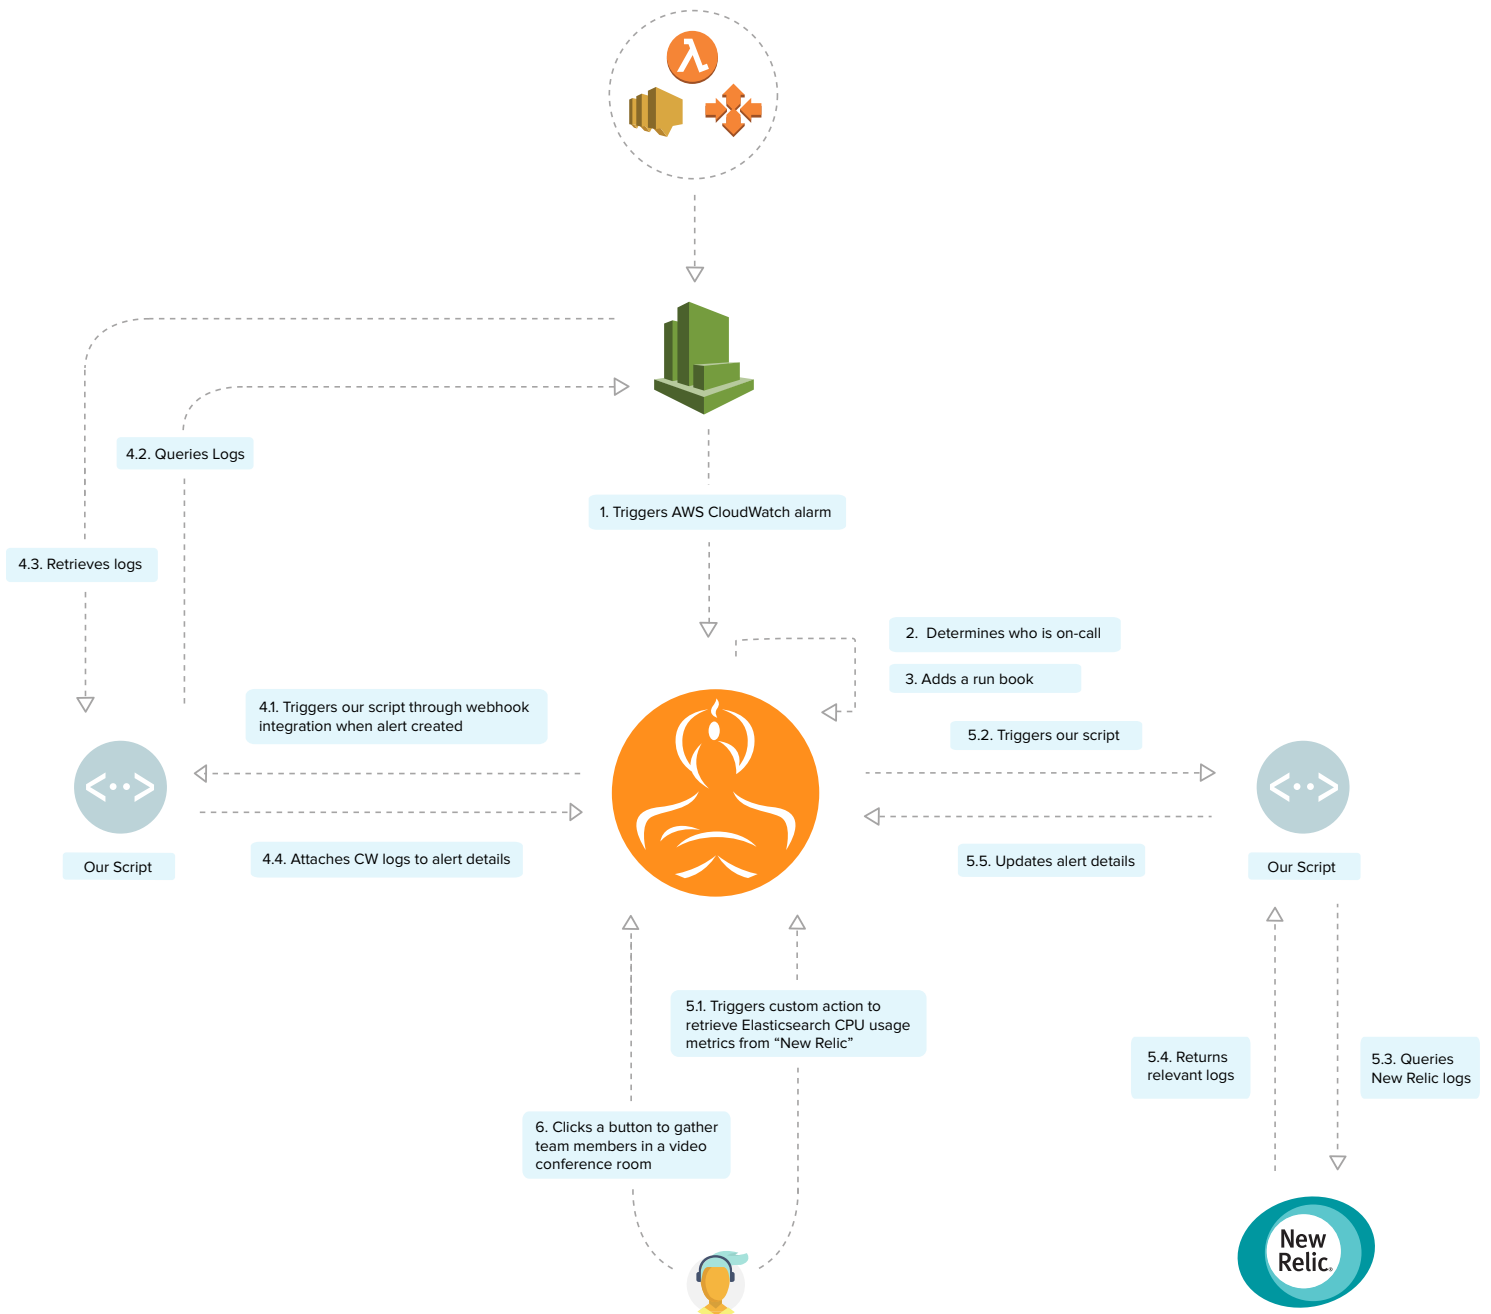 4.2. Queries Logs
1. Triggers AWS CloudWatch alarm
4.3. Retrieves logs
2. Determines who is on-call
3. Adds a run book
4.1. Triggers our script through webhook
integration when alert created
5.2. Triggers our script
Our Script
4.4. Attaches CW logs to alert details
5.5. Updates alert details
Our Script
5.1. Triggers custom action to
retrieve Elasticsearch CPU usage
metrics from “New Relic”
5.4. Returns
relevant logs
5.3. Queries
New Relic logs
6. Clicks a button to gather
team members in a video
conference room
New
Relic®